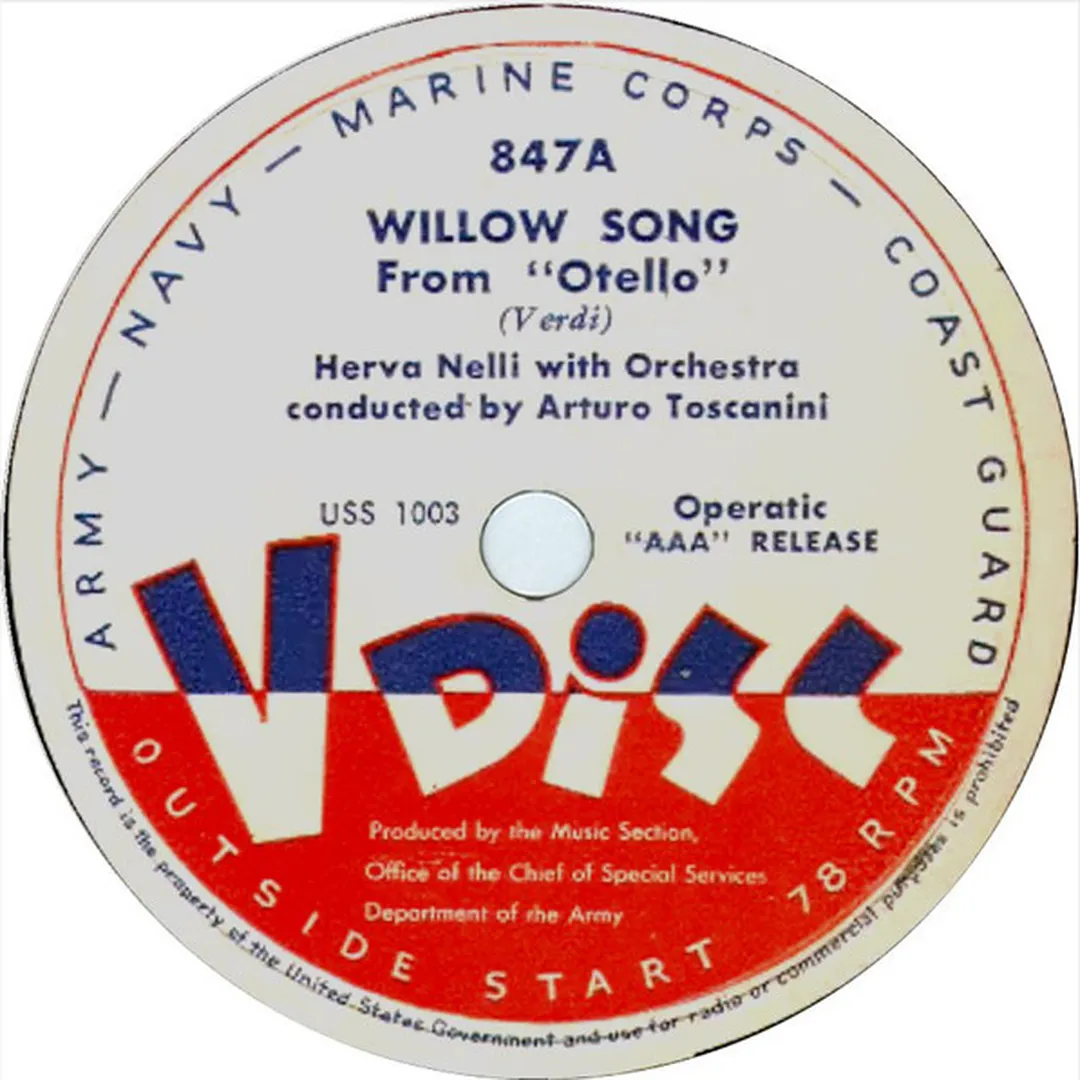 ARMY — NAVY — MARINE CORPS — COAST GUARD
847A
WILLOW SONG
From “Otello”
(Verdi)
Herva Nelli with Orchestra
conducted by Arturo Toscanini
USS 1003
Operatic
“AAA” RELEASE
V DiSC
Produced by the Music Section,
Office of the Chief of Special Services
Department of the Army
OUTSIDE START 78 RPM
This record is the property of the United States Government and use for radio or commercial purposes is prohibited